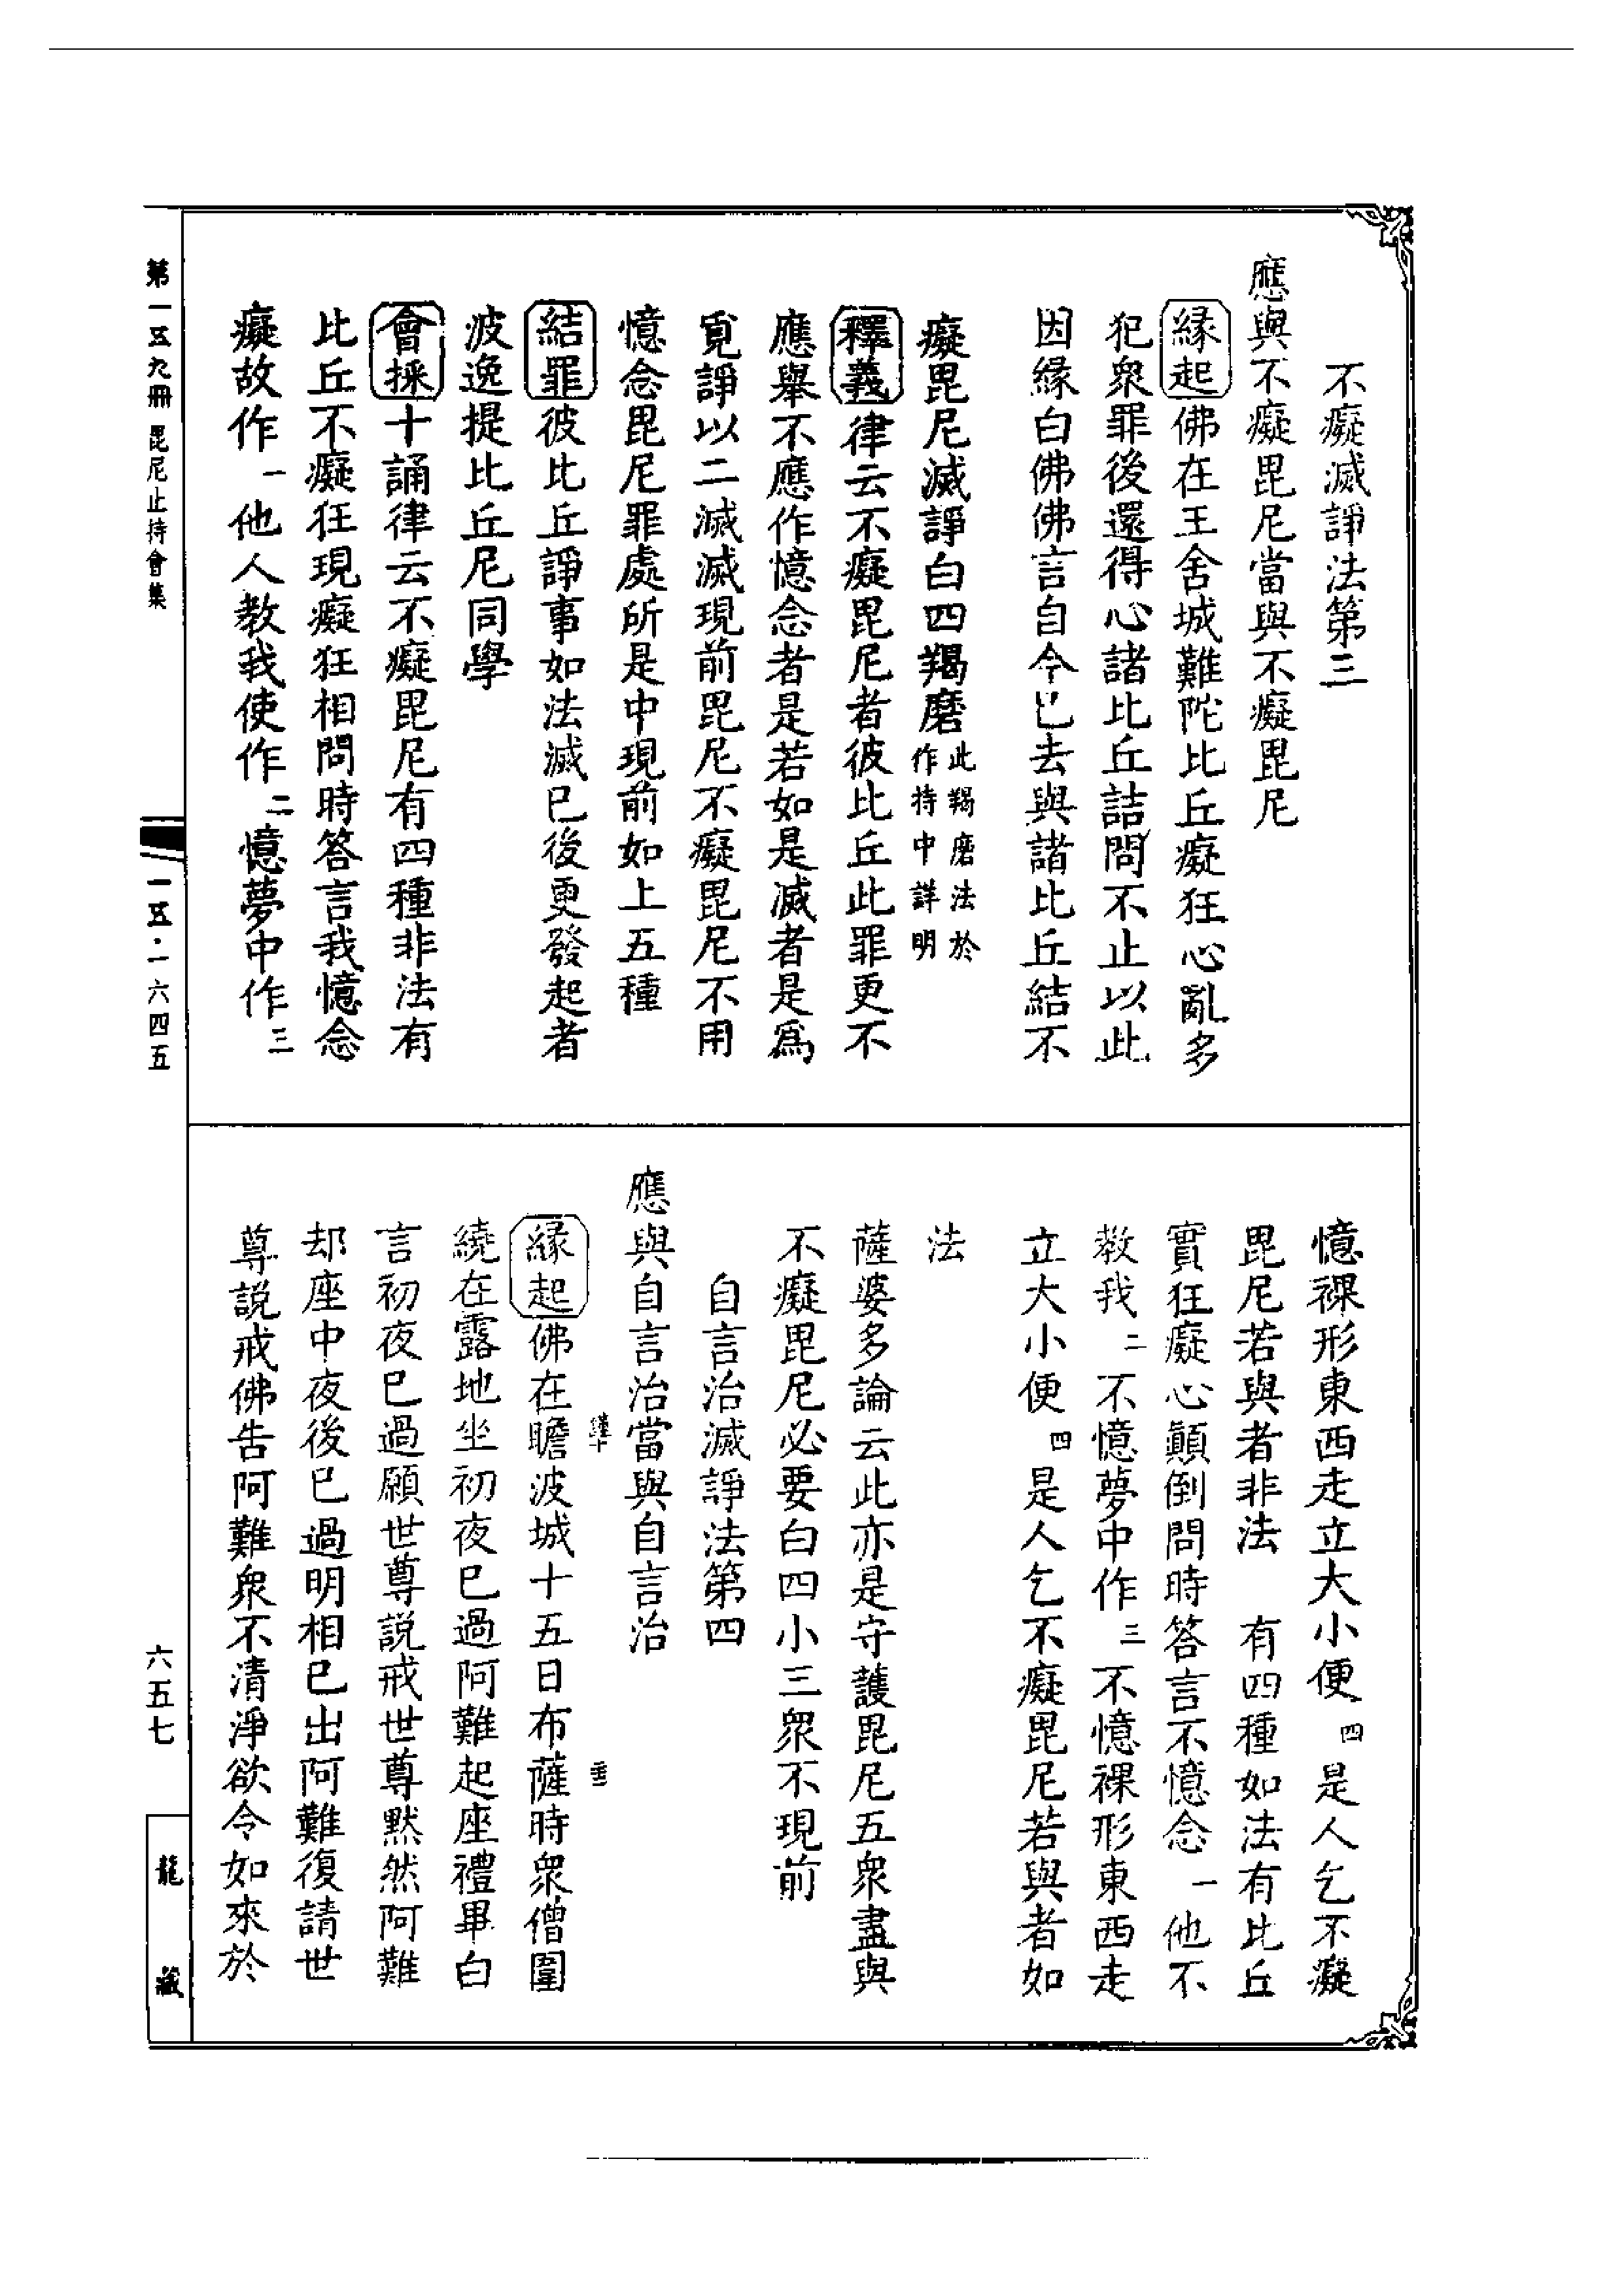 不癡滅諍法第三
應與不癡毘尼當與不癡毘尼
緣起佛在王舍城難陀比丘癡狂心亂多
犯衆罪後還得心諸比丘詰問不止以此
因緣白佛佛言自今已去與諸比丘結不
癡毘尼滅諍白四羯磨此羯磨法於
作持中詳明
釋義律云不癡毘尼者彼比丘此罪更不
應舉不應作憶念者是若如是滅者是爲
覓諍以二滅滅現前毘尼不癡毘尼不用
憶念毘尼罪處所是中現前如上五種
結罪彼比丘諍事如法滅已後更發起者
波逸提比丘尼同學
會採十誦律云不癡毘尼有四種非法有
比丘不癡狂現癡狂相問時答言我憶念
癡故作一他人教我使作二憶夢中作三
憶裸形東西走立大小便四是人乞不癡
毘尼若與者非法　有四種如法有比丘
實狂癡心顛倒問時答言不憶念一他不
教我二不憶夢中作三不憶裸形東西走
立大小便四是人乞不癡毘尼若與者如
法
薩婆多論云此亦是守護毘尼五衆盡與
不癡毘尼必要白四小三衆不現前
自言治滅諍法第四
應與自言治當與自言治
緣起佛在瞻波城十五日布薩時衆僧圍
繞在露地坐初夜已過阿難起座禮畢白
言初夜已過願世尊説戒世尊默然阿難
却座中夜後已過明相已出阿難復請世
尊説戒佛告阿難衆不清淨欲令如來於
第一五九冊　毘尼止持會集
一五·一六四五
六五七
龍藏